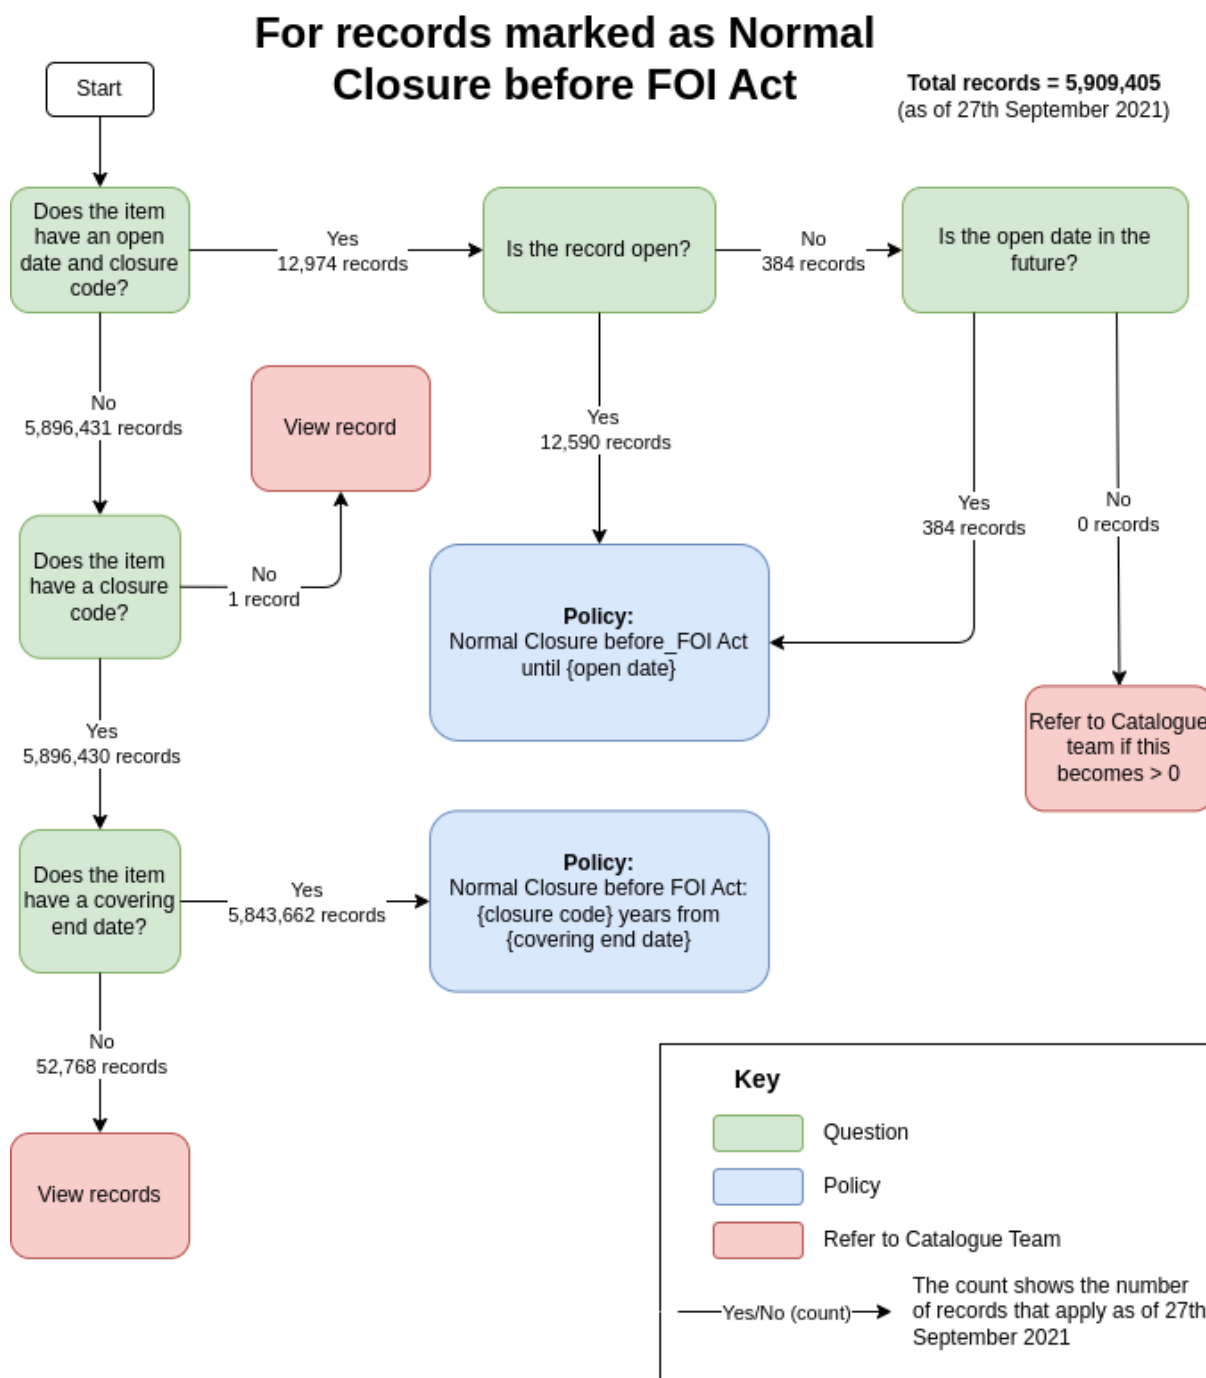 For records marked as Normal
Closure before FOI Act
Total records = 5,909,405
(as of 27th September 2021)
Start
Does the item
have an open
date and closure
code?
Yes
12,974 records
Is the record open?
No
384 records
Is the open date in the
future?
No
5,896,431 records
View record
Yes
12,590 records
Yes
384 records
No
0 records
Does the item
have a closure
code?
No
1 record
Policy:
Normal Closure before_FOI Act
until {open date}
Refer to Catalogue
team if this
becomes > 0
Yes
5,896,430 records
Does the item
have a covering
end date?
Yes
5,843,662 records
Policy:
Normal Closure before FOI Act:
{closure code} years from
{covering end date}
No
52,768 records
View records
Key
Question
Policy
Refer to Catalogue Team
Yes/No (count)
The count shows the number
of records that apply as of 27th
September 2021